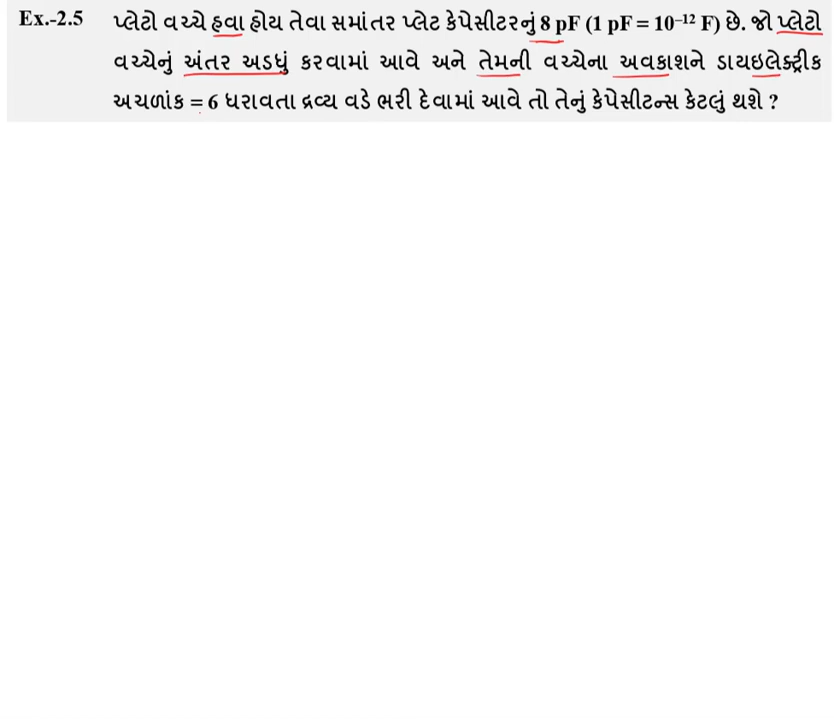 Ex.-2.5 પ્લેટો વચ્ચે હવા હોય તેવા સમાંતર પ્લેટ કેપેસીટરનું 8 pF (1 pF = 10⁻¹² F) છે. જો પ્લેટો
વચ્ચેનું અંતર અડધું કરવામાં આવે અને તેમની વચ્ચેના અવકાશને ડાયઇલેક્ટ્રીક
અચળાંક = 6 ધરાવતા દ્રવ્ય વડે ભરી દેવામાં આવે તો તેનું કેપેસીટન્સ કેટલું થશે ?